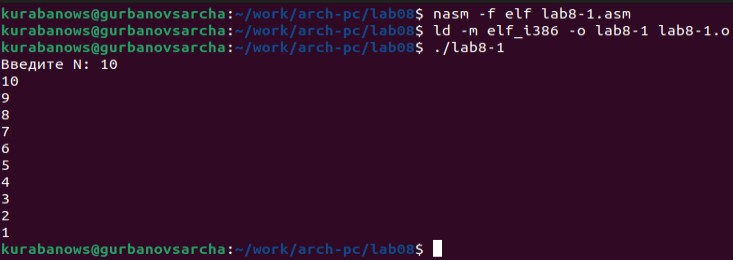 kurabanows@gurbanovsarcha:~/work/arch-pc/lab08$ nasm -f elf lab8-1.asm
kurabanows@gurbanovsarcha:~/work/arch-pc/lab08$ ld -m elf_i386 -o lab8-1 lab8-1.o
kurabanows@gurbanovsarcha:~/work/arch-pc/lab08$ ./lab8-1
Введите N: 10
10
9
8
7
6
5
4
3
2
1
kurabanows@gurbanovsarcha:~/work/arch-pc/lab08$